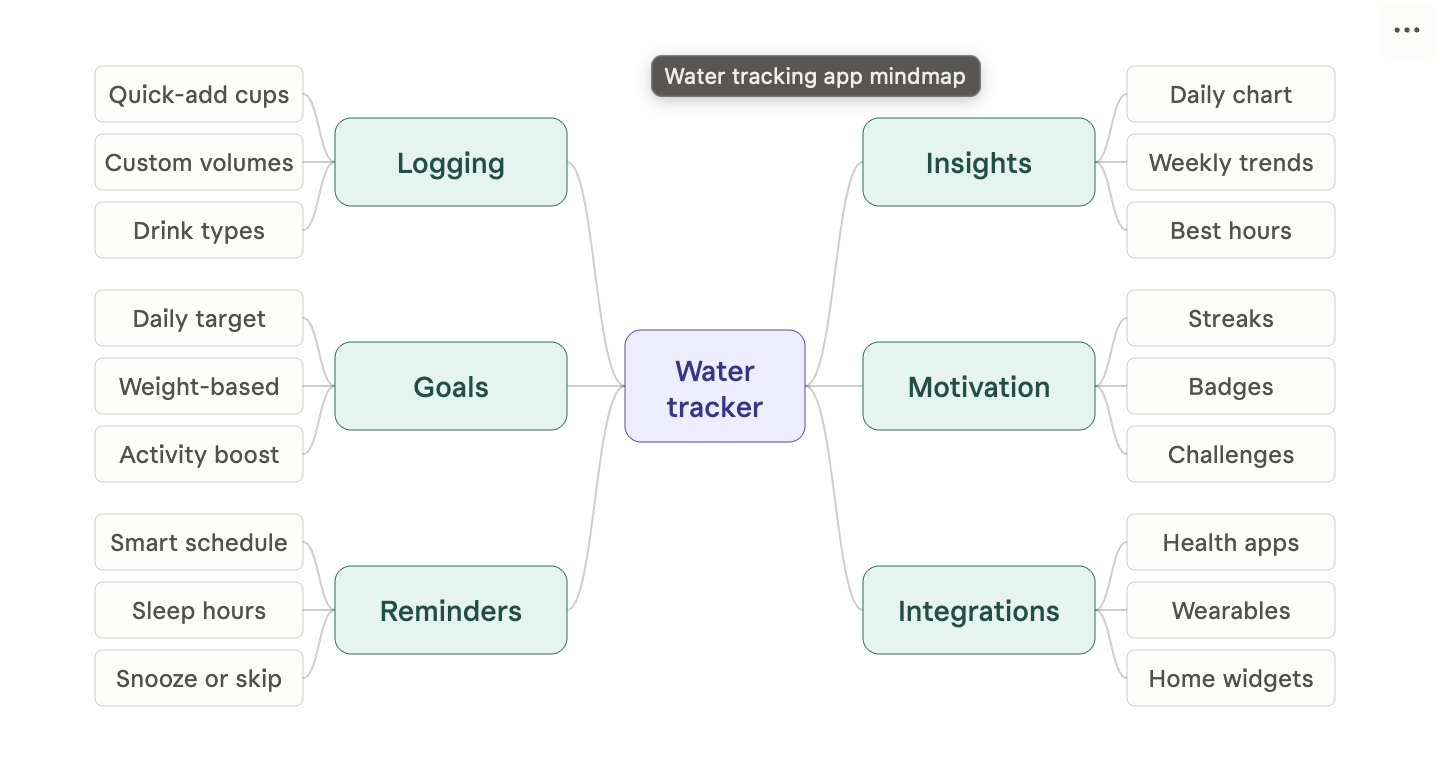 Water tracking app mindmap
Quick-add cups
Custom volumes
Drink types
Logging
Daily target
Weight-based
Activity boost
Goals
Smart schedule
Sleep hours
Snooze or skip
Reminders
Water
tracker
Insights
Daily chart
Weekly trends
Best hours
Motivation
Streaks
Badges
Challenges
Integrations
Health apps
Wearables
Home widgets